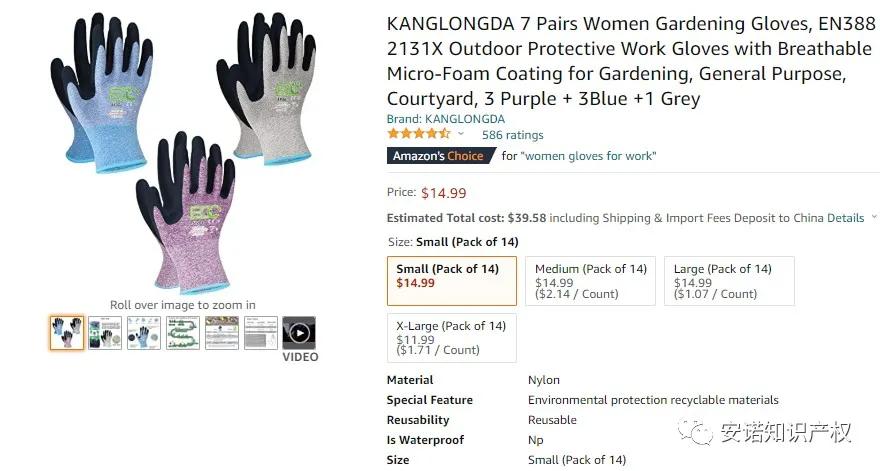 KANGLONGDA 7 Pairs Women Gardening Gloves, EN388
2131X Outdoor Protective Work Gloves with Breathable
Micro-Foam Coating for Gardening, General Purpose,
Courtyard, 3 Purple + 3Blue +1 Grey
Brand: KANGLONGDA
586 ratings
Amazon's Choice for "women gloves for work"
Price: $14.99
Estimated Total cost: $39.58 including Shipping & Import Fees Deposit to China Details
Size: Small (Pack of 14)
Small (Pack of 14)
$14.99
Medium (Pack of 14)
$14.99
($2.14 / Count)
Large (Pack of 14)
$14.99
($1.07 / Count)
X-Large (Pack of 14)
$11.99
($1.71 / Count)
Material Nylon
Special Feature Environmental protection recyclable materials
Reusability Reusable
Is Waterproof Np
Size Small (Pack of 14)
Roll over image to zoom in
VIDEO
安诺知识产权